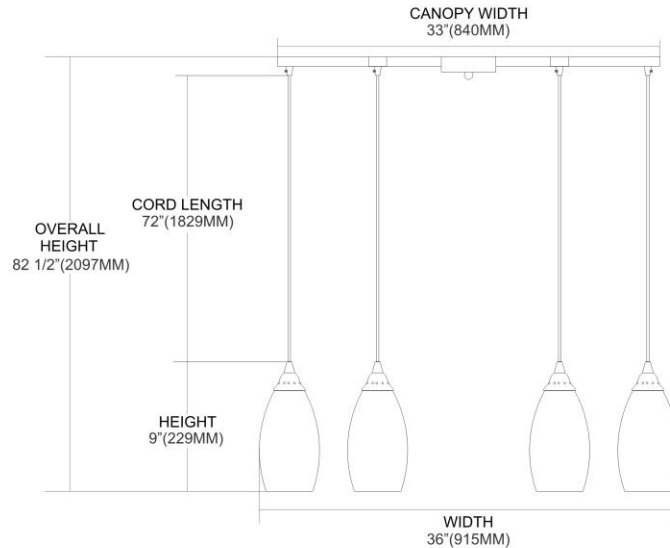 CANOPY WIDTH
33”(840MM)
CORD LENGTH
72”(1829MM)
OVERALL
HEIGHT
82 1/2”(2097MM)
HEIGHT
9”(229MM)
WIDTH
36”(915MM)